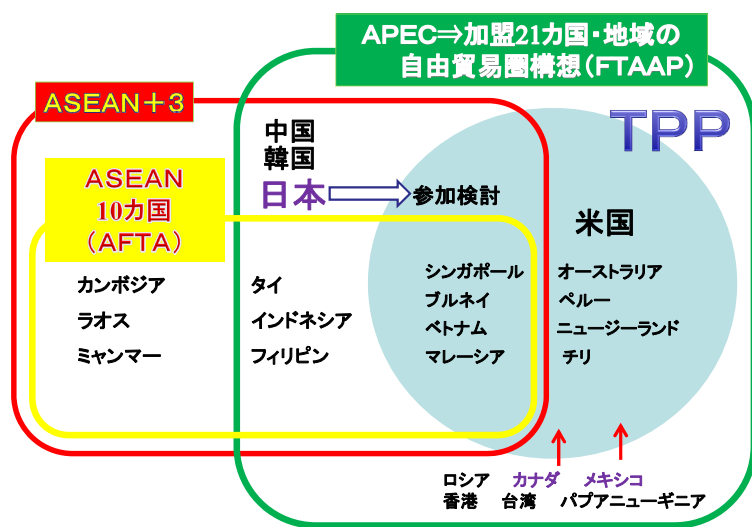 APEC⇒加盟21カ国・地域の
自由貿易圏構想(FTAAP)
ASEAN+3
TPP
中国
韓国
日本
参加検討
ASEAN
10カ国
(AFTA)
米国
カンボジア
ラオス
ミャンマー
タイ
インドネシア
フィリピン
シンガポール
ブルネイ
ベトナム
マレーシア
オーストラリア
ペルー
ニュージーランド
チリ
ロシア カナダ メキシコ
香港 台湾 パプアニューギニア